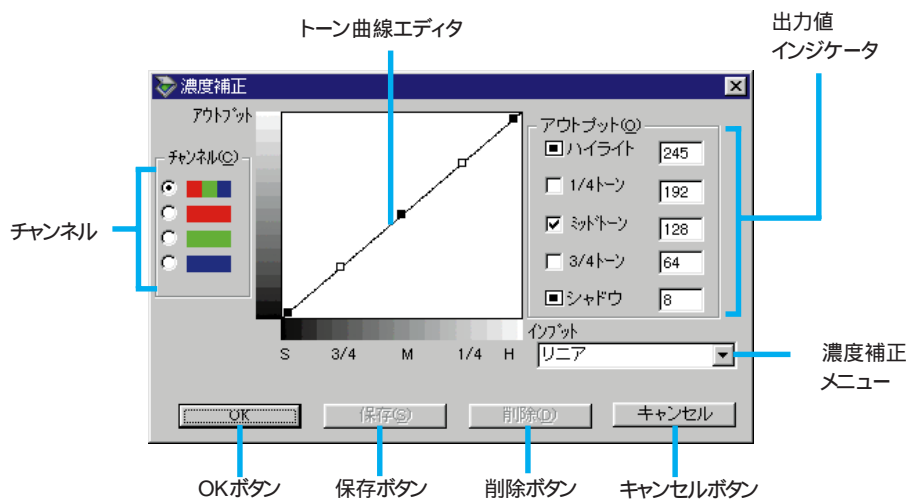 トーン曲線エディタ
出力値
インジケータ
濃度補正
アウトプット
チャンネル(C)
アウトプット(O)
ハイライト 245
1/4トーン 192
ミッドトーン 128
3/4トーン 64
シャドウ 8
チャンネル
インプット
S 3/4 M 1/4 H
リニア
濃度補正
メニュー
OK 保存(S) 削除(D) キャンセル
OKボタン 保存ボタン 削除ボタン キャンセルボタン